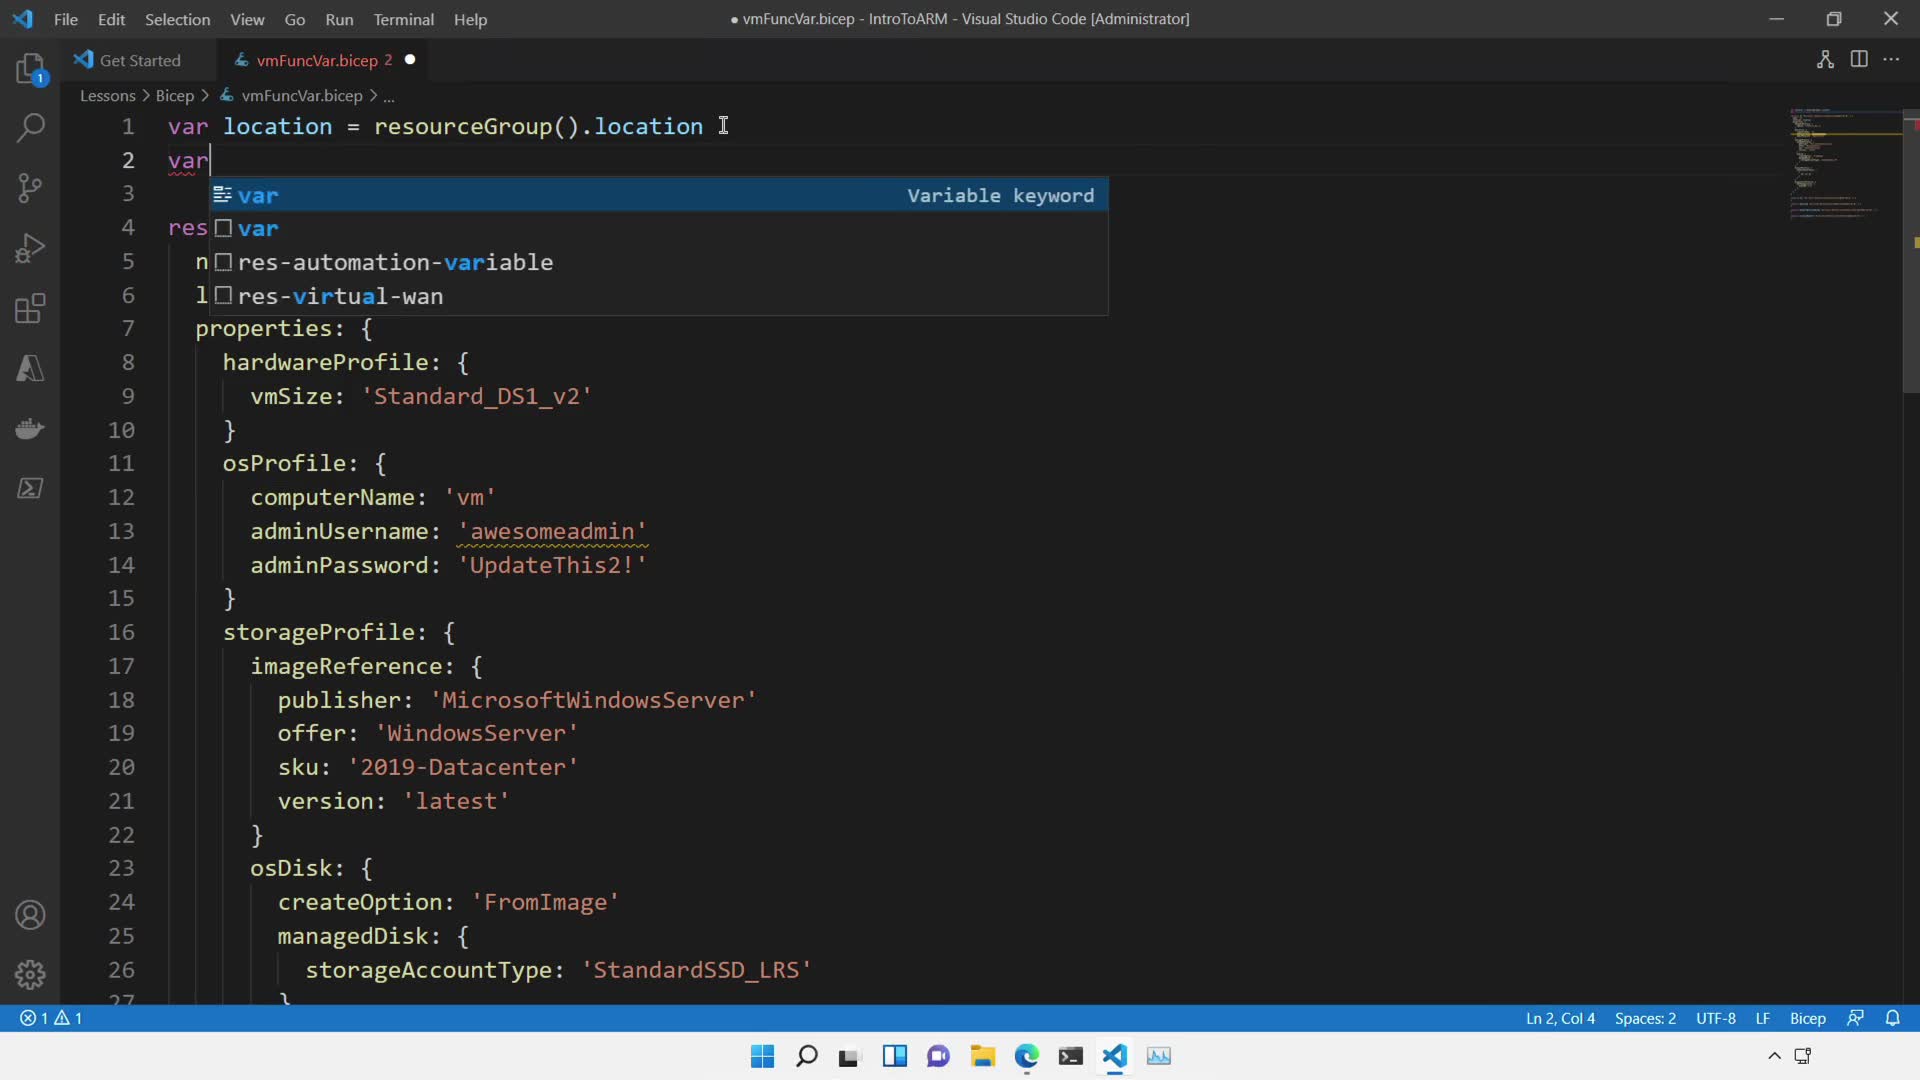 File Edit Selection View Go Run Terminal Help
● vmFuncVar.bicep - IntroToARM - Visual Studio Code [Administrator]
Get Started
vmFuncVar.bicep 2 ●
Lessons > Bicep > vmFuncVar.bicep > ...
1 var location = resourceGroup().location
2 var
var Variable keyword
var
res-automation-variable
res-virtual-wan
3
4 res
5 n
6 l
7 properties: {
8 hardwareProfile: {
9 vmSize: 'Standard_DS1_v2'
10 }
11 osProfile: {
12 computerName: 'vm'
13 adminUsername: 'awesomeadmin'
14 adminPassword: 'UpdateThis2!'
15 }
16 storageProfile: {
17 imageReference: {
18 publisher: 'MicrosoftWindowsServer'
19 offer: 'WindowsServer'
20 sku: '2019-Datacenter'
21 version: 'latest'
22 }
23 osDisk: {
24 createOption: 'FromImage'
25 managedDisk: {
26 storageAccountType: 'StandardSSD_LRS'
27 }
1
1 1
Ln 2, Col 4 Spaces: 2 UTF-8 LF Bicep